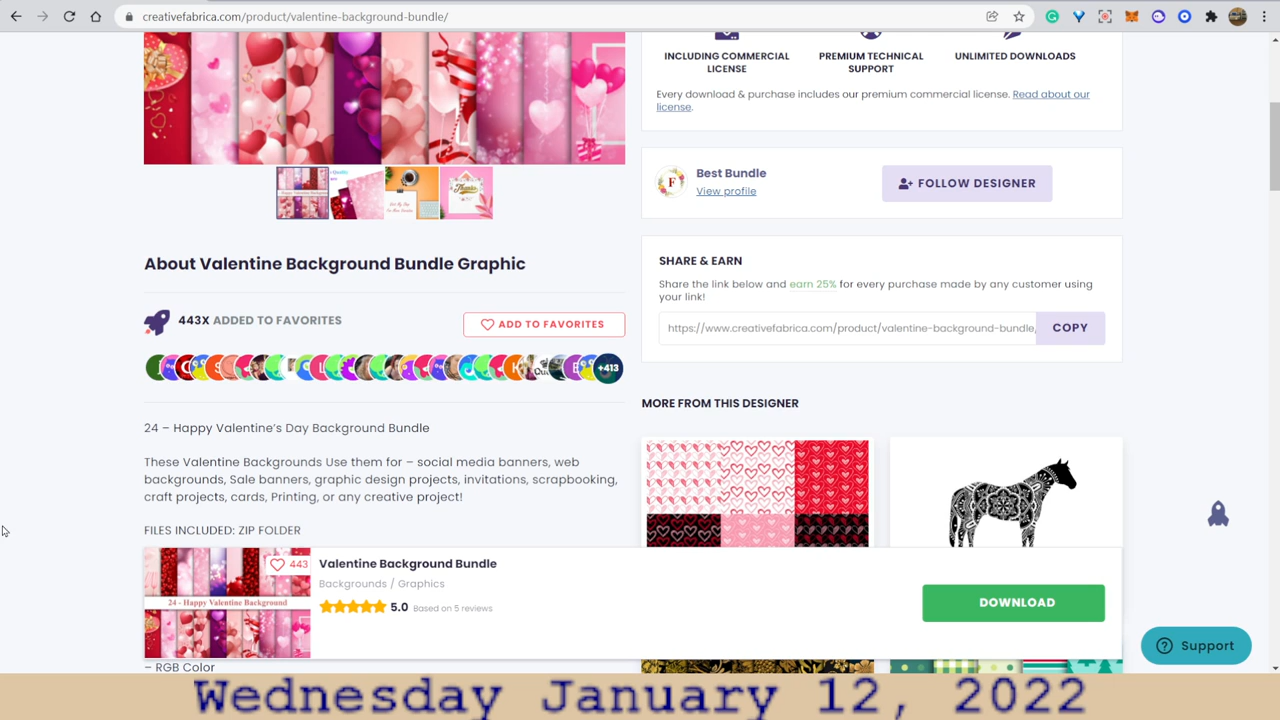 creativefabrica.com/product/valentine-background-bundle/
INCLUDING COMMERCIAL
LICENSE
PREMIUM TECHNICAL
SUPPORT
UNLIMITED DOWNLOADS
Every download & purchase includes our premium commercial license. Read about our
license.
F
Best Bundle
View profile
FOLLOW DESIGNER
About Valentine Background Bundle Graphic
443X ADDED TO FAVORITES
ADD TO FAVORITES
+413
24 – Happy Valentine's Day Background Bundle
These Valentine Backgrounds Use them for – social media banners, web
backgrounds, Sale banners, graphic design projects, invitations, scrapbooking,
craft projects, cards, Printing, or any creative project!
FILES INCLUDED: ZIP FOLDER
SHARE & EARN
Share the link below and earn 25% for every purchase made by any customer using
your link!
https://www.creativefabrica.com/product/valentine-background-bundle,
COPY
MORE FROM THIS DESIGNER
24 - Happy Valentine Background
443
Valentine Background Bundle
Backgrounds / Graphics
5.0 Based on 5 reviews
DOWNLOAD
– RGB Color
Support
Wednesday January 12, 2022